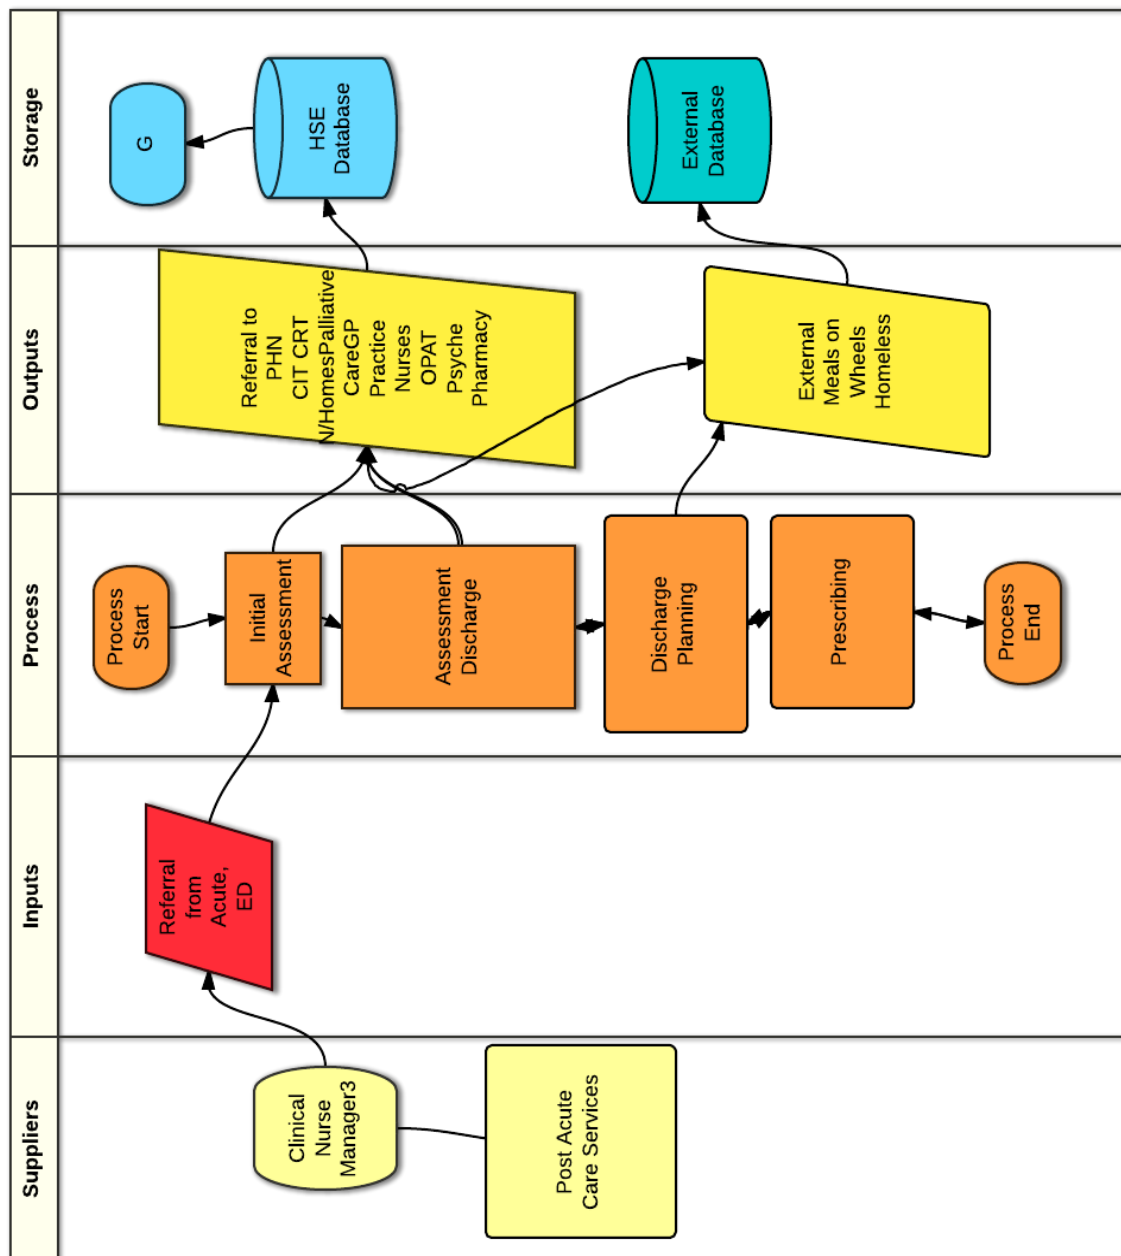 Storage
G
HSE
Database
External
Database
Outputs
Referral to
PHN
CIT CRT
N/HomesPalliative
CareGP
Practice
Nurses
OPAT
Psyche
Pharmacy
External
Meals on
Wheels
Homeless
Process
Process
Start
Initial
Assessment
Assessment
Discharge
Discharge
Planning
Prescribing
Process
End
Inputs
Referral
from
Acute,
ED
Suppliers
Clinical
Nurse
Manager3
Post Acute
Care Services